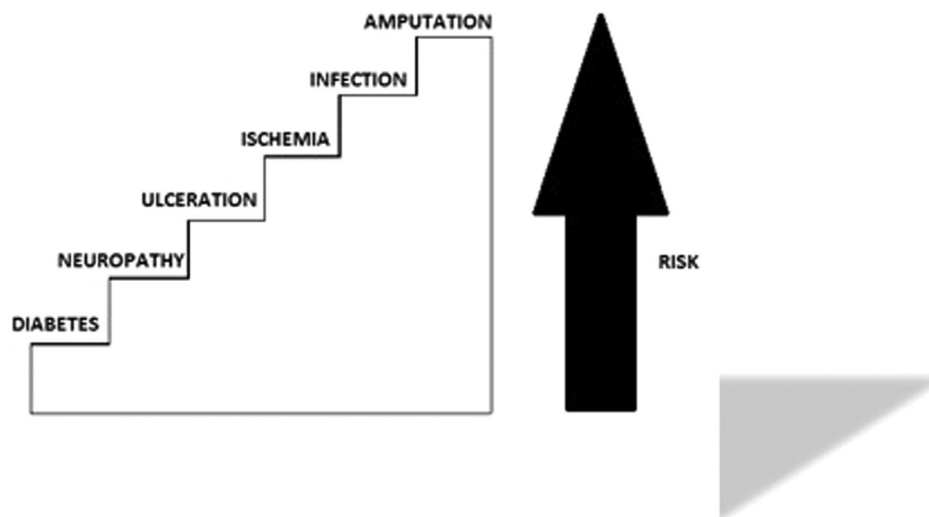 AMPUTATION
INFECTION
ISCHEMIA
ULCERATION
NEUROPATHY
RISK
DIABETES